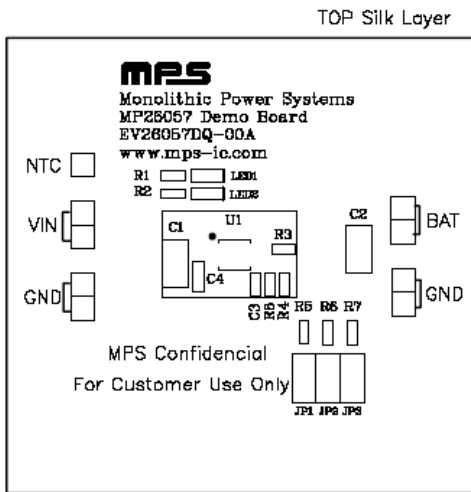 TOP Silk Layer
mps
Monolithic Power Systems
MP26057 Demo Board
EV26057DQ-00A
www.mps-ic.com
NTC
R1 LED1
R2 LED2
VIN
C1
U1
R3
C2
BAT
C4
GND
C3
R8
R4
GND
R5 R6 R7
MPS Confidencial
For Customer Use Only
JP1 JP2 JP3